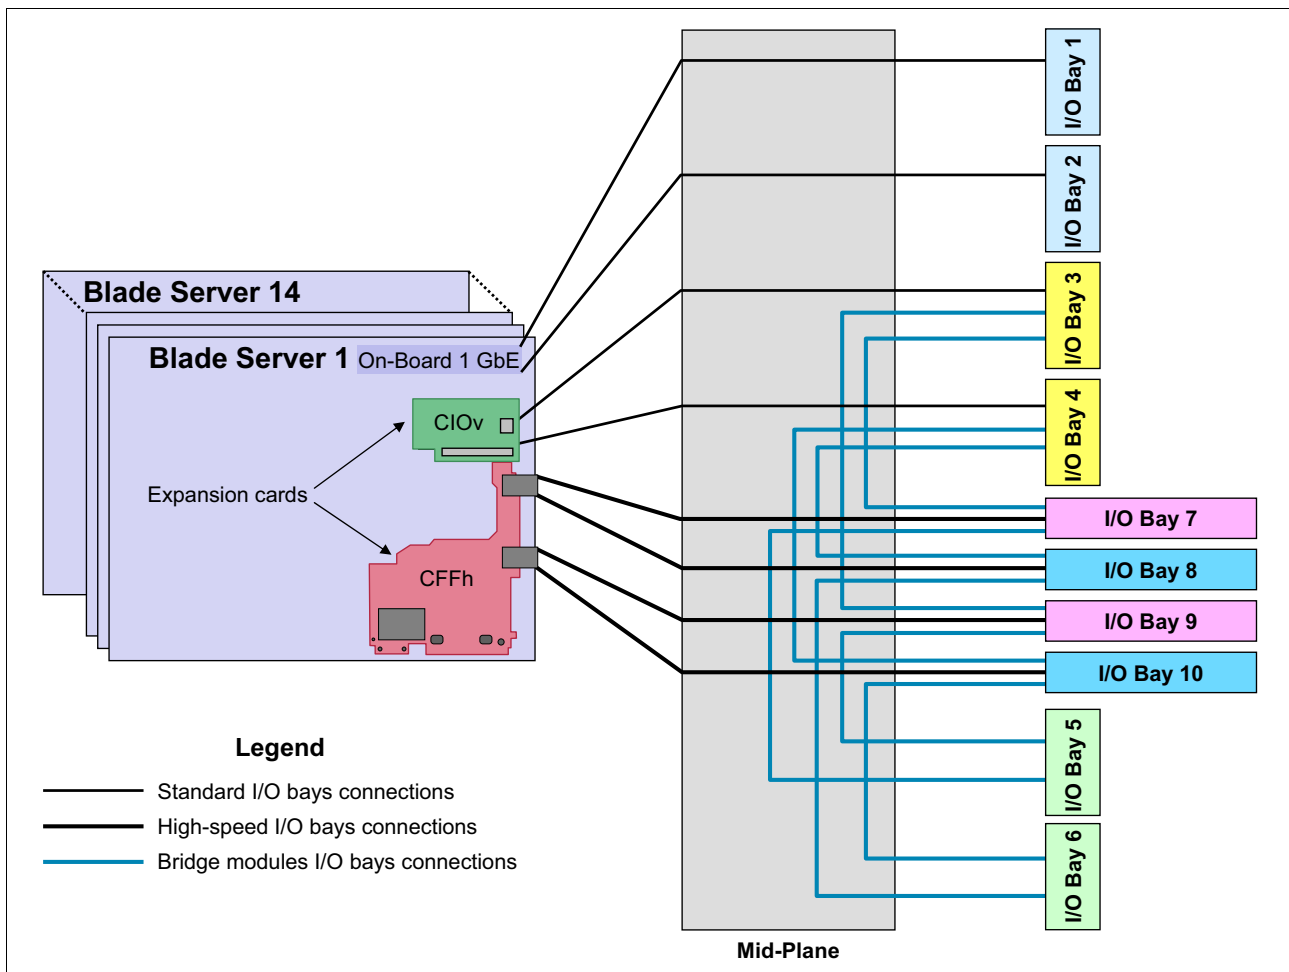 I/O Bay 1
I/O Bay 2
Blade Server 14
I/O Bay 3
Blade Server 1 On-Board 1 GbE
CIOv
I/O Bay 4
Expansion cards
I/O Bay 7
CFFh
I/O Bay 8
I/O Bay 9
I/O Bay 10
Legend
I/O Bay 5
Standard I/O bays connections
High-speed I/O bays connections
Bridge modules I/O bays connections
I/O Bay 6
Mid-Plane